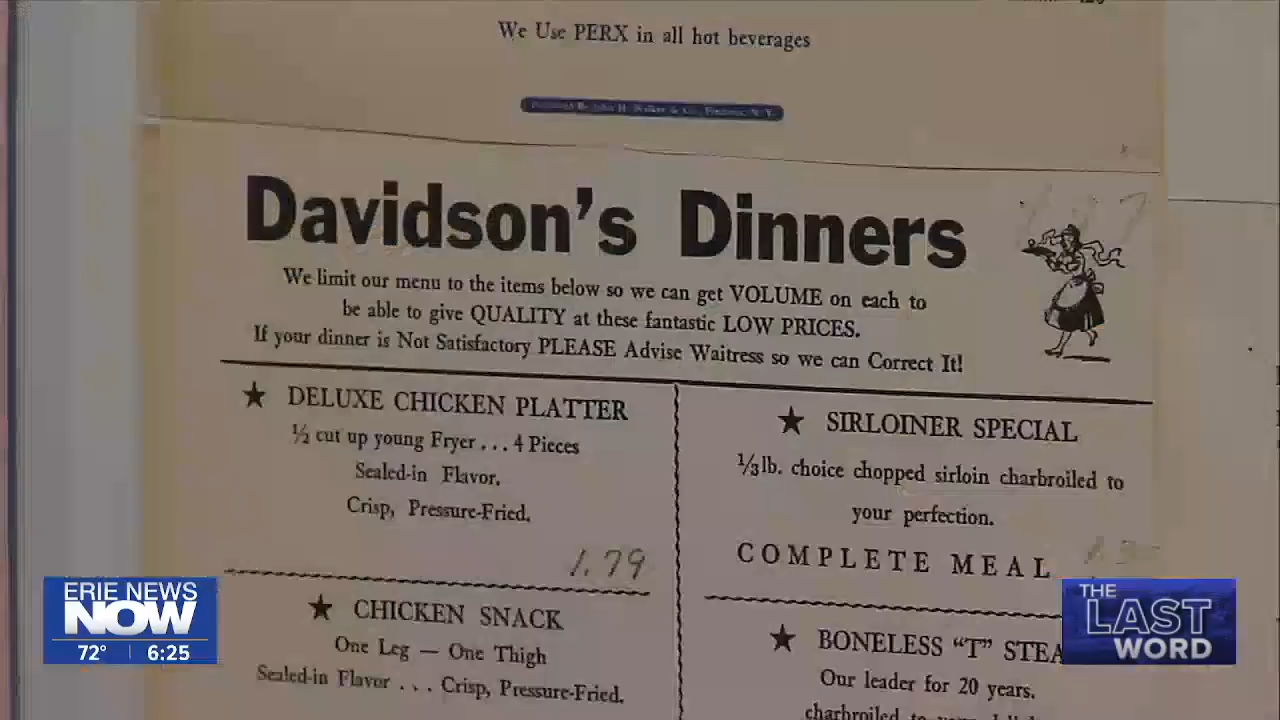 We Use PERX in all hot beverages
Davidson's Dinners
We limit our menu to the items below so we can get VOLUME on each to
be able to give QUALITY at these fantastic LOW PRICES.
If your dinner is Not Satisfactory PLEASE Advise Waitress so we can Correct It!
★ DELUXE CHICKEN PLATTER
½ cut up young Fryer . . . 4 Pieces
Sealed-in Flavor.
Crisp, Pressure-Fried.
1.79
★ CHICKEN SNACK
One Leg — One Thigh
Sealed-in Flavor . . . Crisp, Pressure-Fried.
★ SIRLOINER SPECIAL
⅓lb. choice chopped sirloin charbroiled to
your perfection.
COMPLETE MEAL
★ BONELESS "T" STEA
Our leader for 20 years.
charbroiled to
ERIE NEWS
NOW
72° | 6:25
THE
LAST
WORD